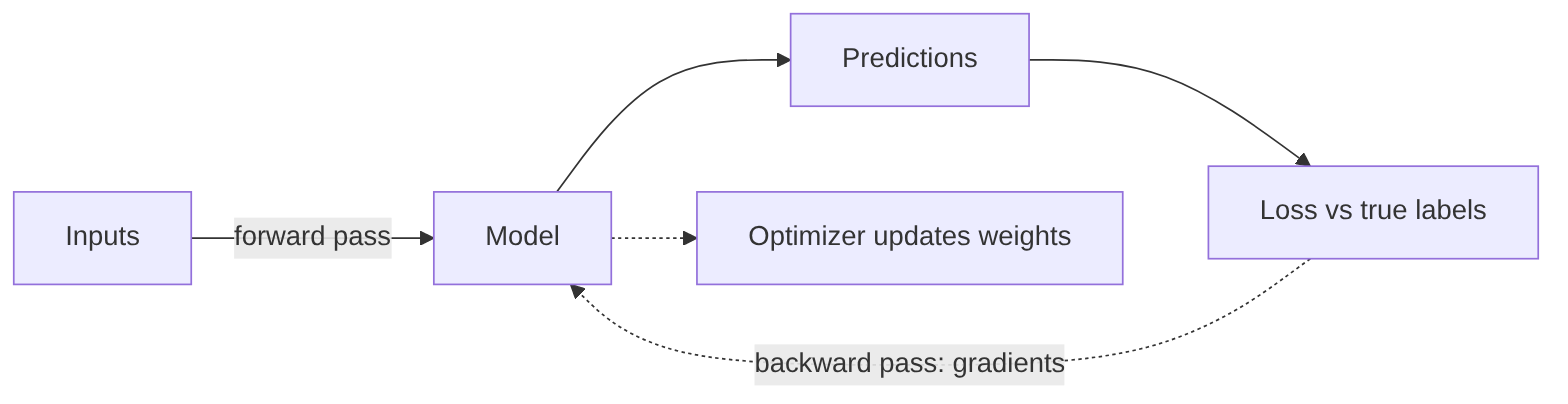 Predictions
Inputs
forward pass
Model
Optimizer updates weights
Loss vs true labels
backward pass: gradients